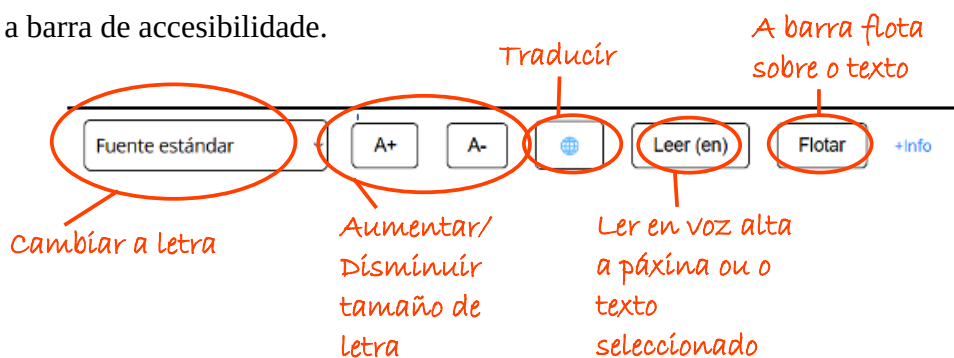 a barra de accesibilidade.
Traducir
A barra flota
sobre o texto
Fuente estándar
A+
A-
Leer (en)
Flotar
+Info
Cambiar a letra
Aumentar/
Disminuir
tamaño de
letra
Ler en voz alta
a páxina ou o
texto
seleccionado